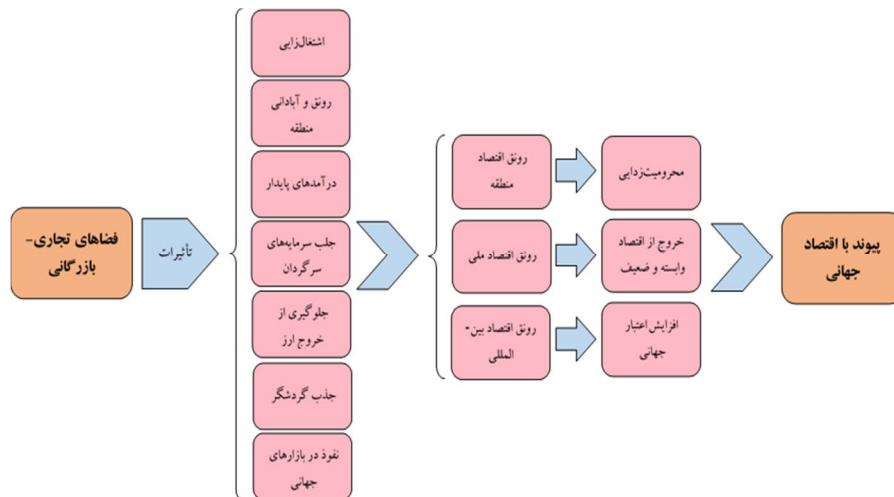 فضاهای تجاری-
بازرگانی
تأثیرات
اشتغال‌زایی
رونق و آبادانی
منطقه
درآمدهای پایدار
جلب سرمایه‌های
سرگردان
جلوگیری از
خروج ارز
جذب گردشگر
نفوذ در بازارهای
جهانی
رونق اقتصاد
منطقه
محرومیت‌زدایی
رونق اقتصاد ملی
خروج از اقتصاد
وابسته و ضعیف
رونق اقتصاد بین-
المللی
افزایش اعتبار
جهانی
پیوند با اقتصاد
جهانی